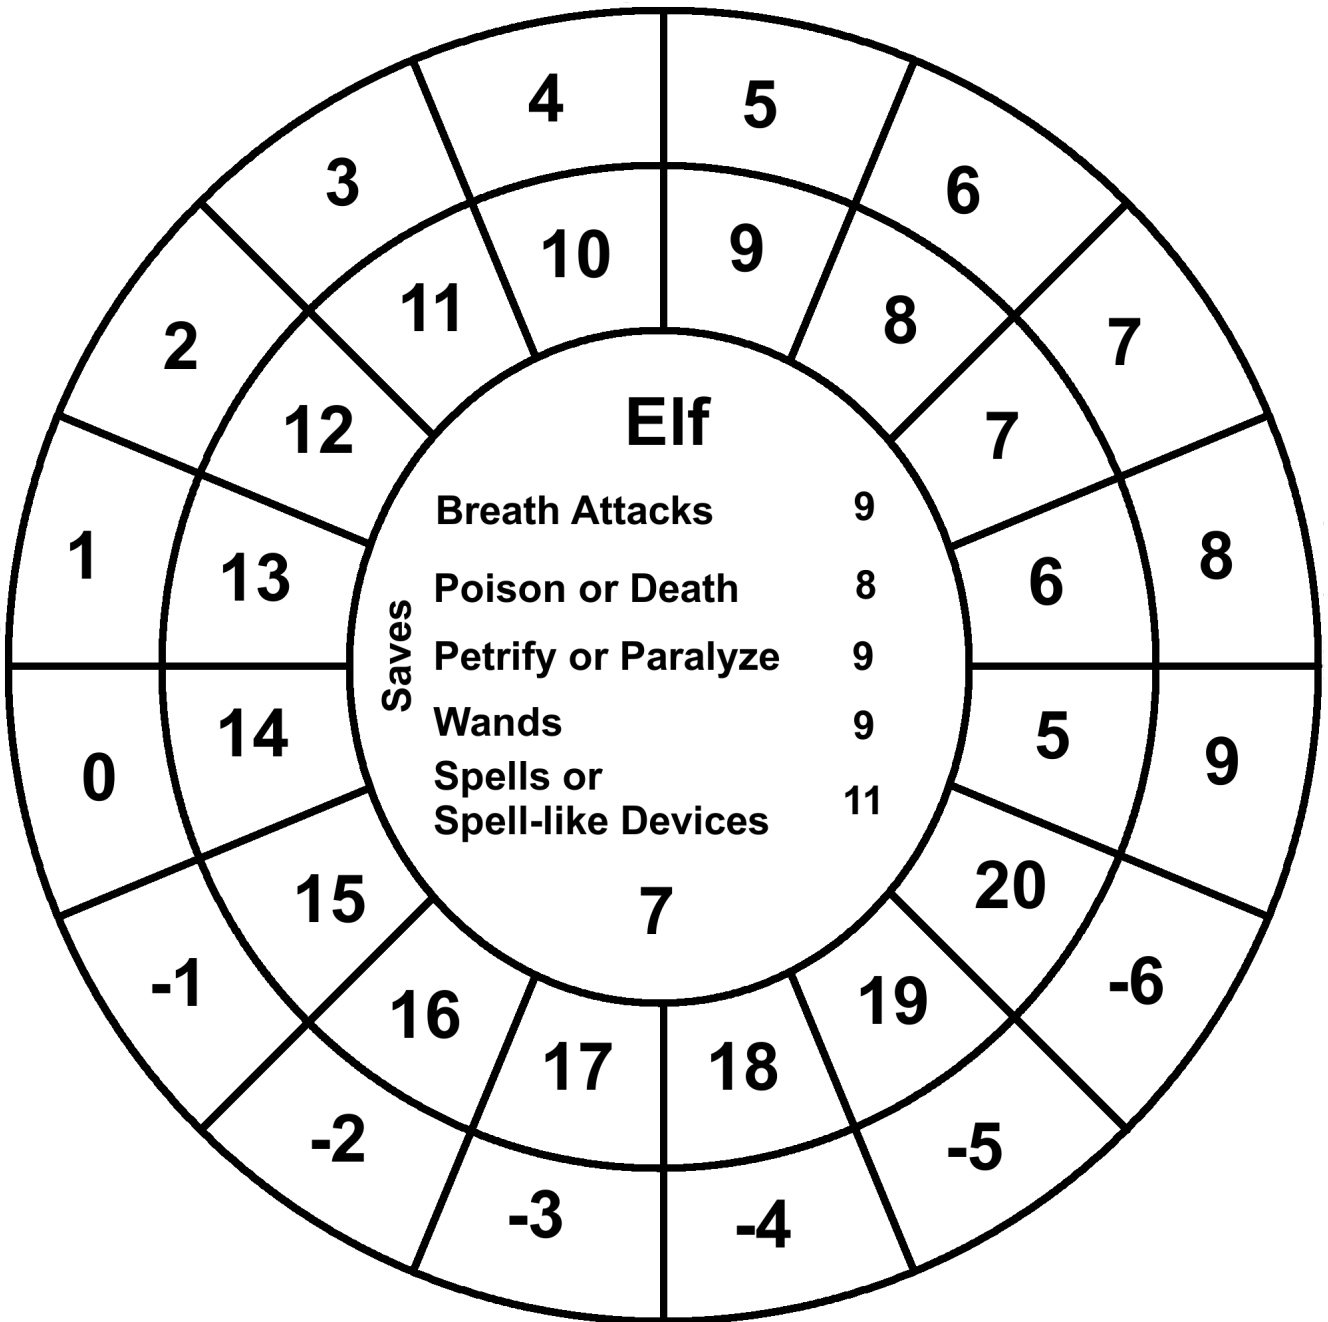 4 5
3 6
10 9
11 8
2 7
12 7
Elf
Breath Attacks 9
1 8
13 6
Poison or Death 8
Saves
Petrify or Paralyze 9
Wands 9
14 5
0 9
Spells or
Spell-like Devices 11
15 20
7
-1 -6
16 19
17 18
-2 -5
-3 -4